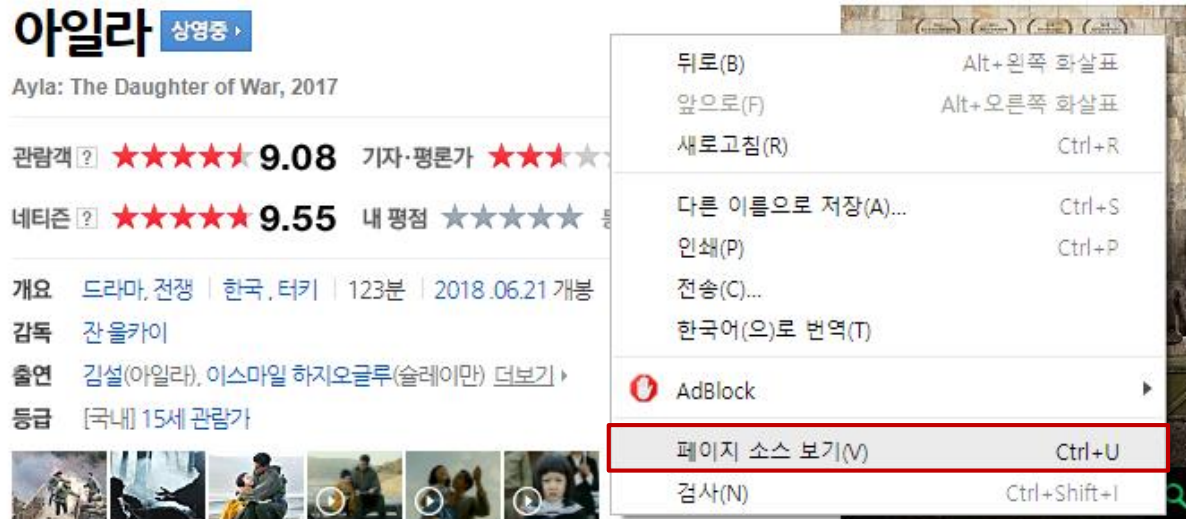 아일라 상영중
Ayla: The Daughter of War, 2017
관람객 ? 9.08 기자·평론가
네티즌 ? 9.55 내 평점
개요 드라마, 전쟁 한국, 터키 123분 2018.06.21 개봉
감독 잔 울카이
출연 김설(아일라), 이스마일 하지오글루(슐레이만) 더보기
등급 [국내] 15세 관람가
뒤로(B) Alt+왼쪽 화살표
앞으로(F) Alt+오른쪽 화살표
새로고침(R) Ctrl+R
다른 이름으로 저장(A)... Ctrl+S
인쇄(P) Ctrl+P
전송(C)...
한국어(으)로 번역(T)
AdBlock
페이지 소스 보기(V) Ctrl+U
검사(N) Ctrl+Shift+I